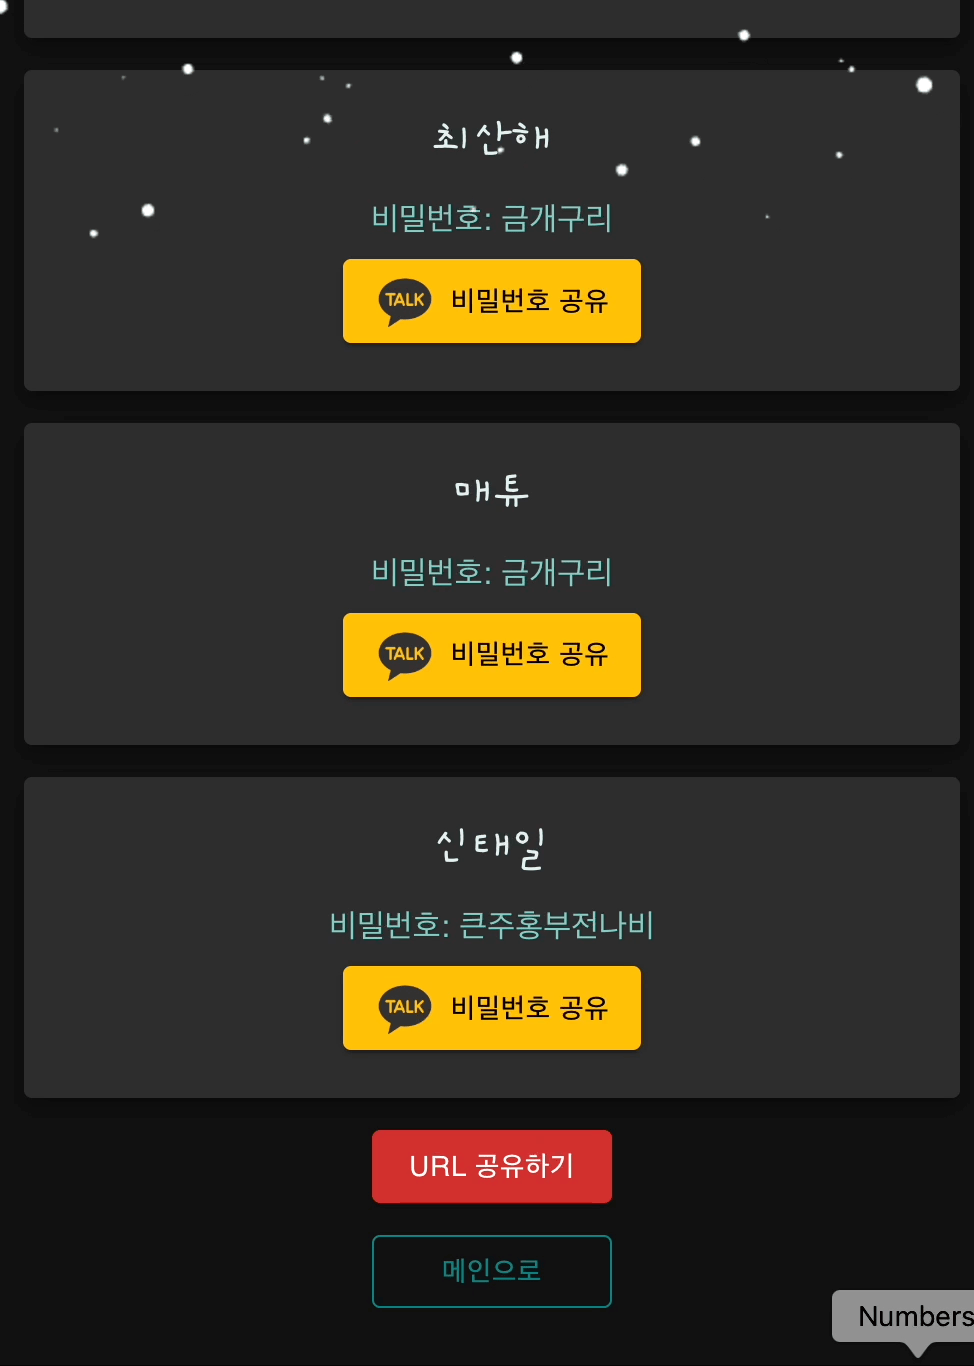 최산해
비밀번호: 금개구리
TALK 비밀번호 공유
매튜
비밀번호: 금개구리
TALK 비밀번호 공유
신태일
비밀번호: 큰주홍부전나비
TALK 비밀번호 공유
URL 공유하기
메인으로
Numbers